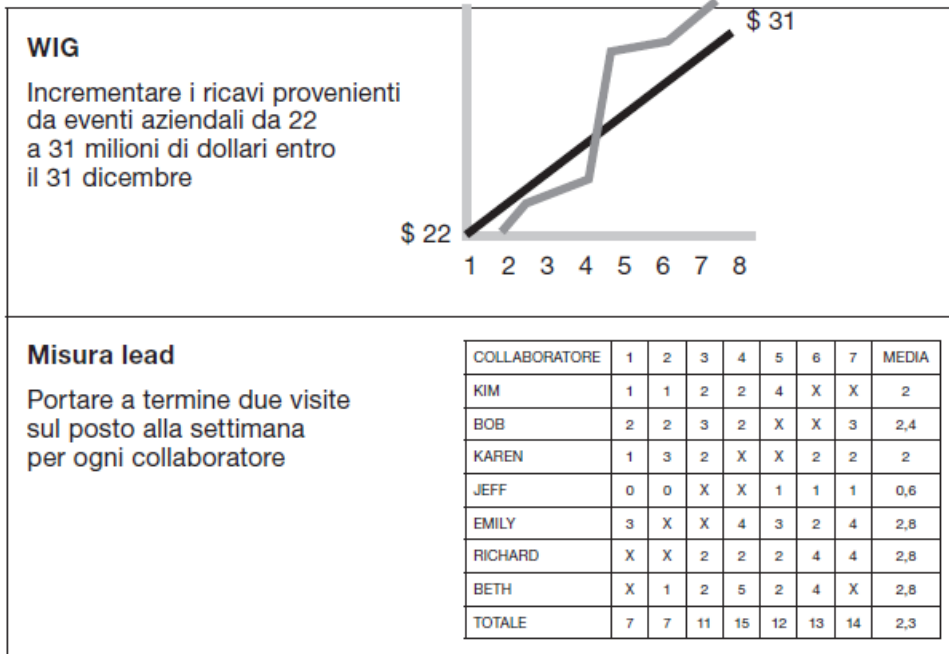 WIG
Incrementare i ricavi provenienti
da eventi aziendali da 22
a 31 milioni di dollari entro
il 31 dicembre
$ 31
$ 22
1 2 3 4 5 6 7 8
Misura lead
Portare a termine due visite
sul posto alla settimana
per ogni collaboratore
COLLABORATORE 1 2 3 4 5 6 7 MEDIA
KIM 1 1 2 2 4 X X 2
BOB 2 2 3 2 X X 3 2,4
KAREN 1 3 2 X X 2 2 2
JEFF 0 0 X X 1 1 1 0,6
EMILY 3 X X 4 3 2 4 2,8
RICHARD X X 2 2 2 4 4 2,8
BETH X 1 2 5 2 4 X 2,8
TOTALE 7 7 11 15 12 13 14 2,3